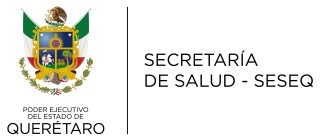 PODER EJECUTIVO
DEL ESTADO DE
QUERÉTARO
SECRETARÍA
DE SALUD - SESEQ